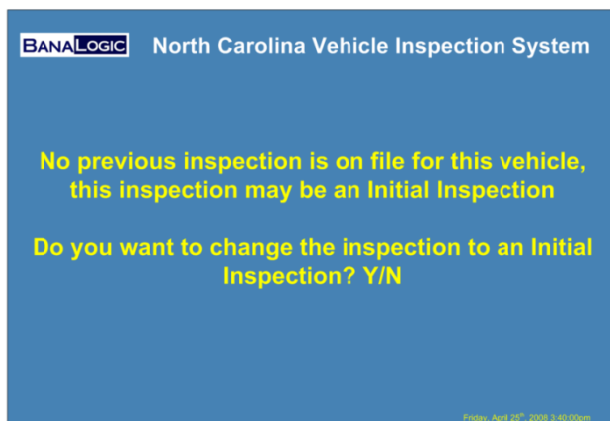 BANALOGIC North Carolina Vehicle Inspection System
No previous inspection is on file for this vehicle,
this inspection may be an Initial Inspection
Do you want to change the inspection to an Initial
Inspection? Y/N
Friday, April 25th, 2008 3:40:00pm